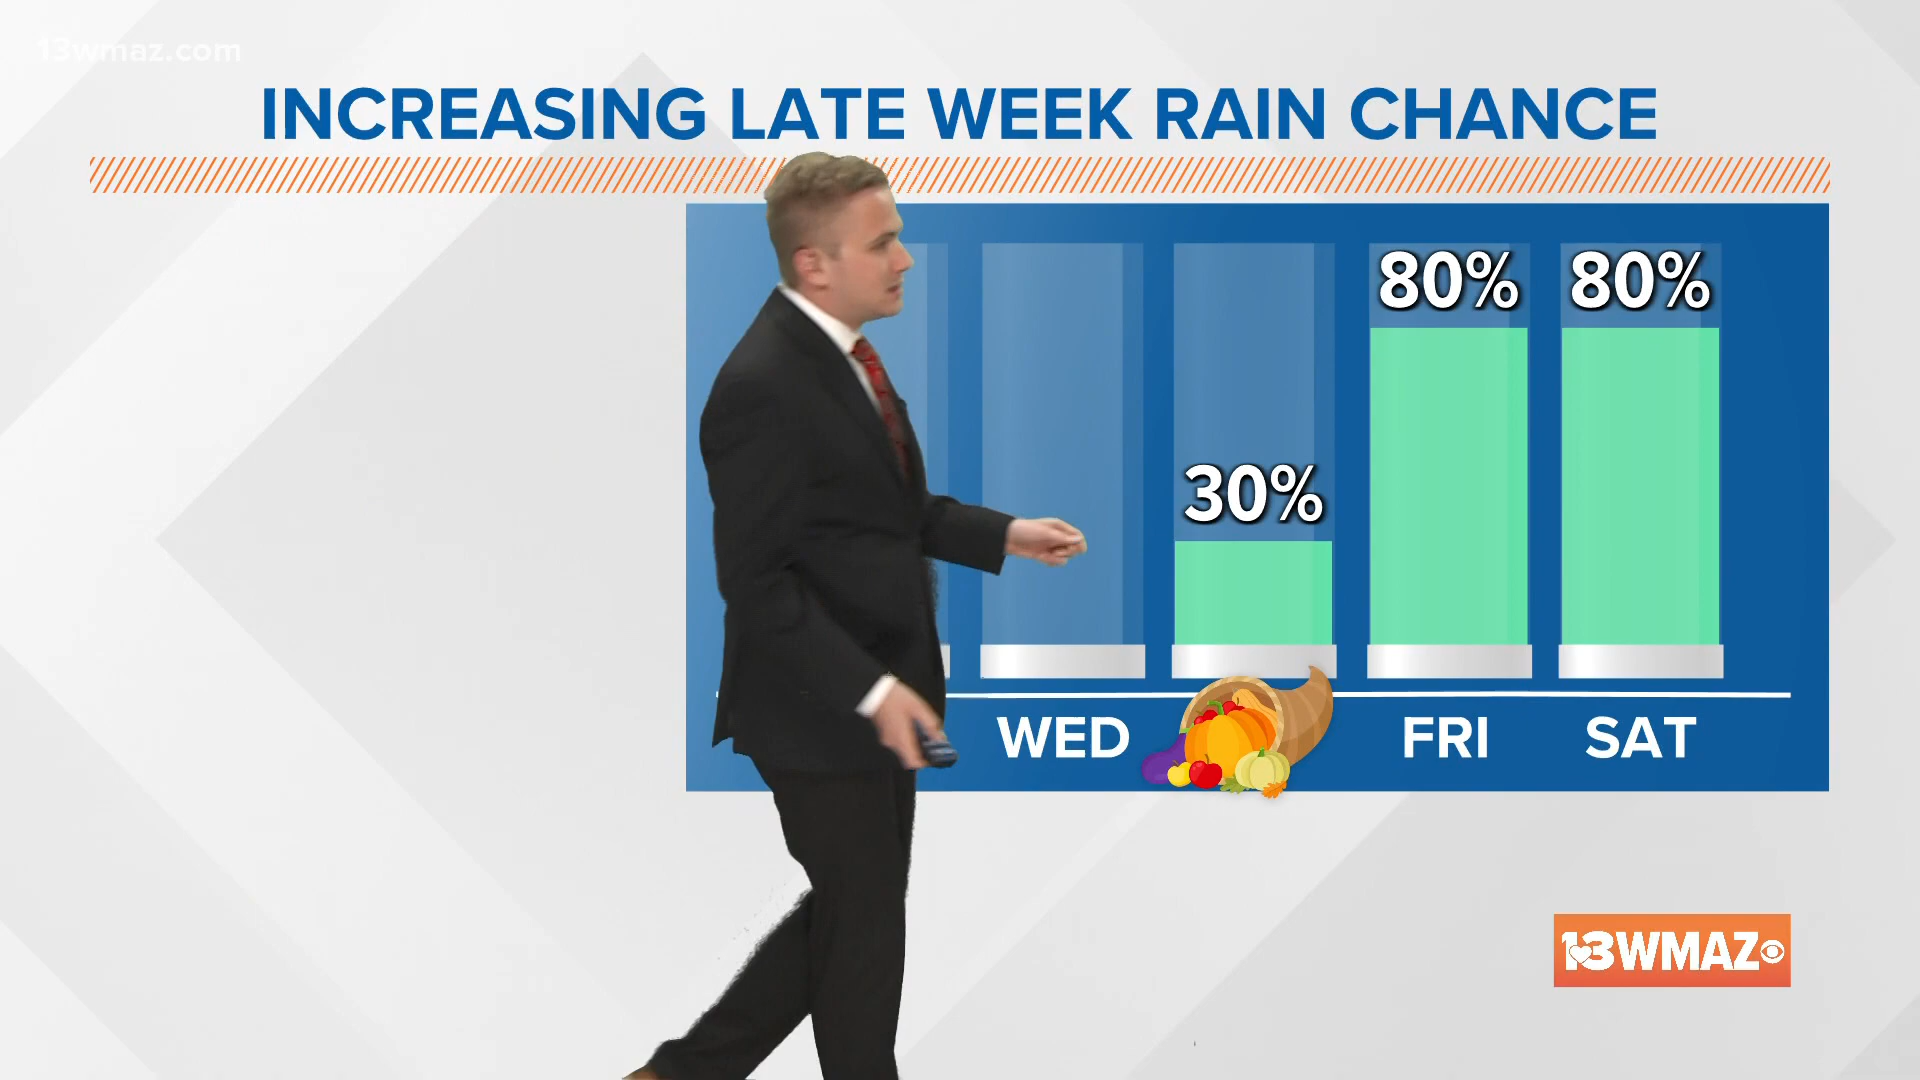 13wmaz.com
INCREASING LATE WEEK RAIN CHANCE
80% 80%
30%
WED FRI SAT
13WMAZ